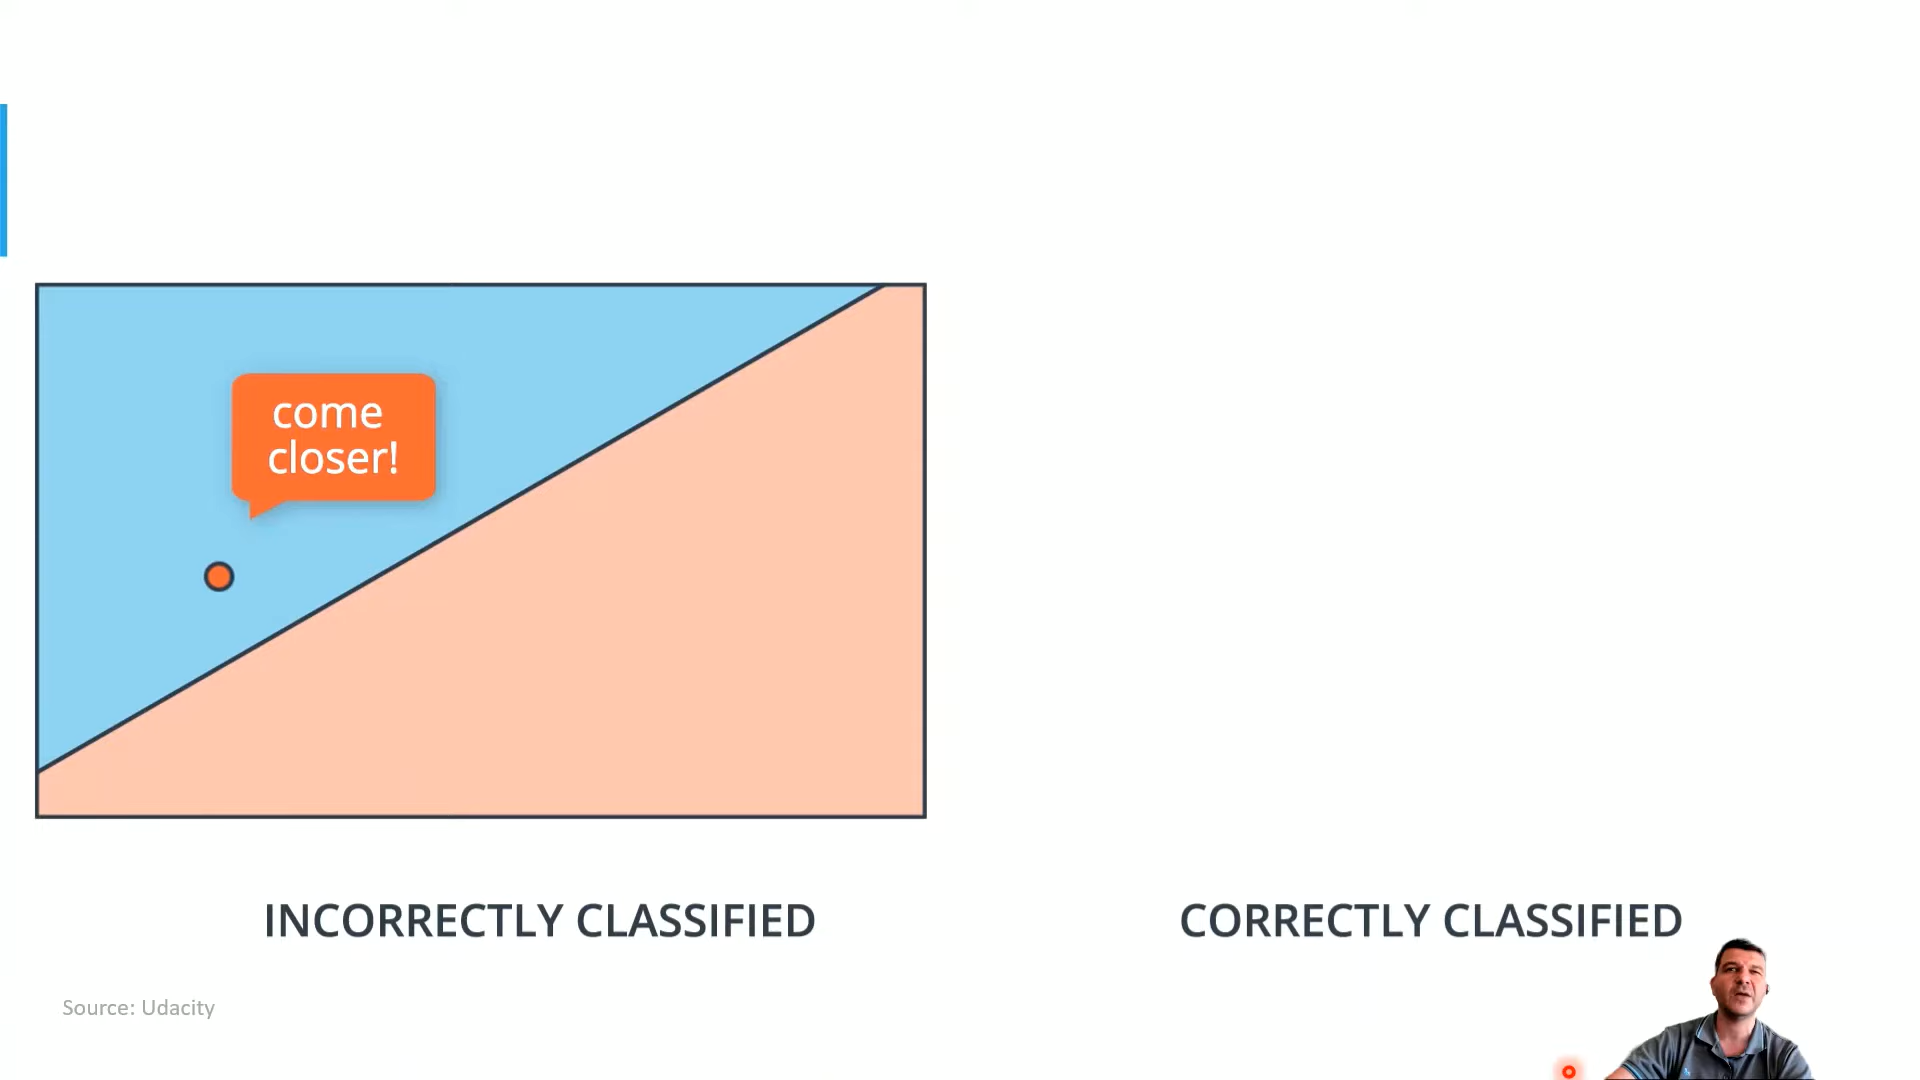 come
closer!
INCORRECTLY CLASSIFIED
CORRECTLY CLASSIFIED
Source: Udacity